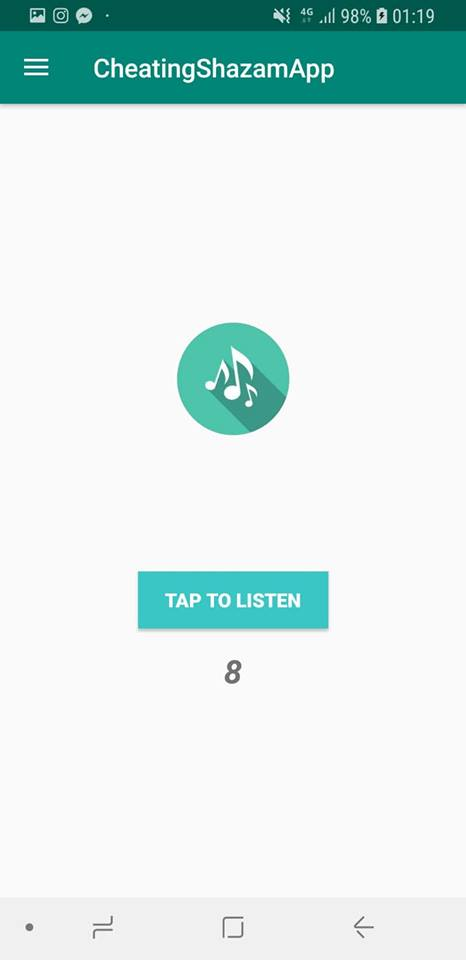 4G 98% 01:19
CheatingShazamApp
TAP TO LISTEN
8